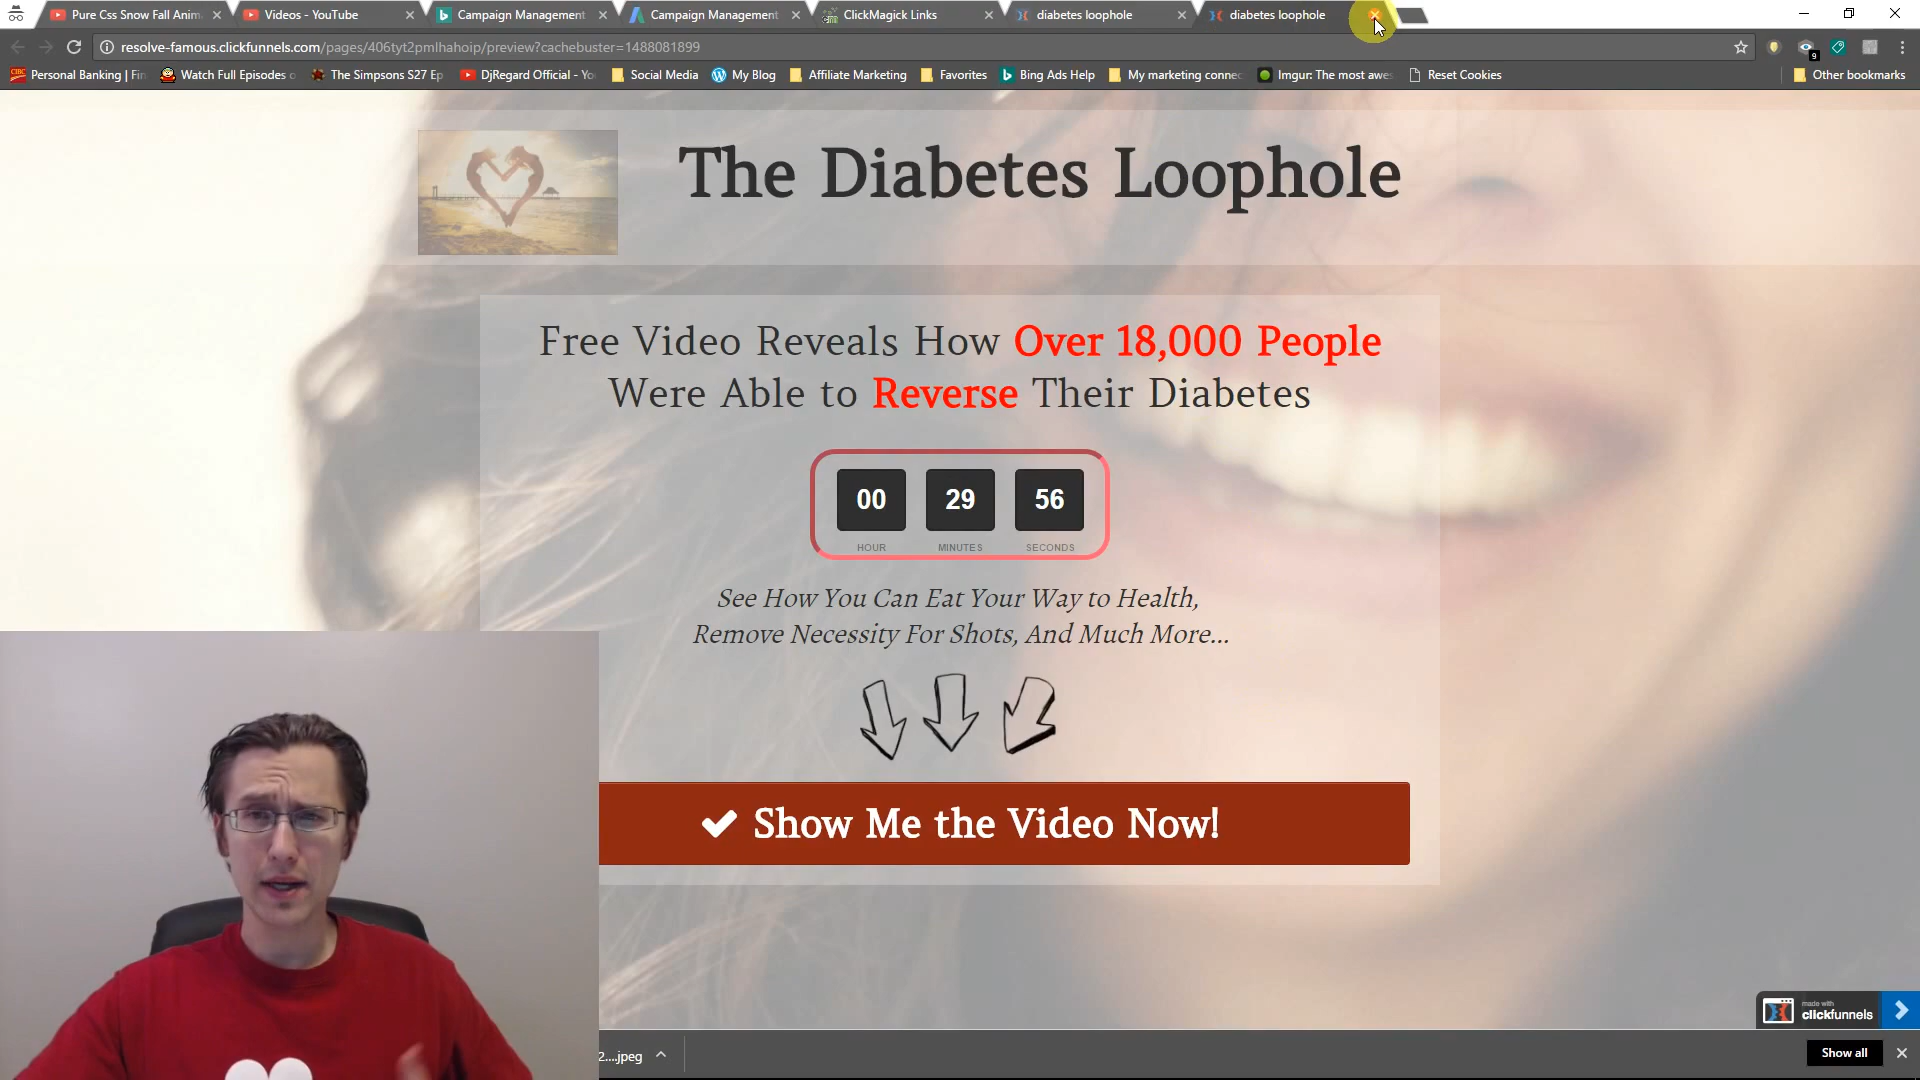 Pure Css Snow Fall Anim
Videos - YouTube
Campaign Management
Campaign Management
ClickMagick Links
diabetes loophole
diabetes loophole
resolve-famous.clickfunnels.com/pages/406tyt2pmlhahoip/preview?cachebuster=1488081899
CIBC Personal Banking | Fin
Watch Full Episodes o
The Simpsons S27 Ep
DjRegard Official - Yo
Social Media
My Blog
Affiliate Marketing
Favorites
Bing Ads Help
My marketing connec
Imgur: The most awes
Reset Cookies
Other bookmarks
9
The Diabetes Loophole
Free Video Reveals How Over 18,000 People
Were Able to Reverse Their Diabetes
00 29 56
HOUR MINUTES SECONDS
See How You Can Eat Your Way to Health,
Remove Necessity For Shots, And Much More...
Show Me the Video Now!
made with
clickfunnels
2....jpeg
Show all